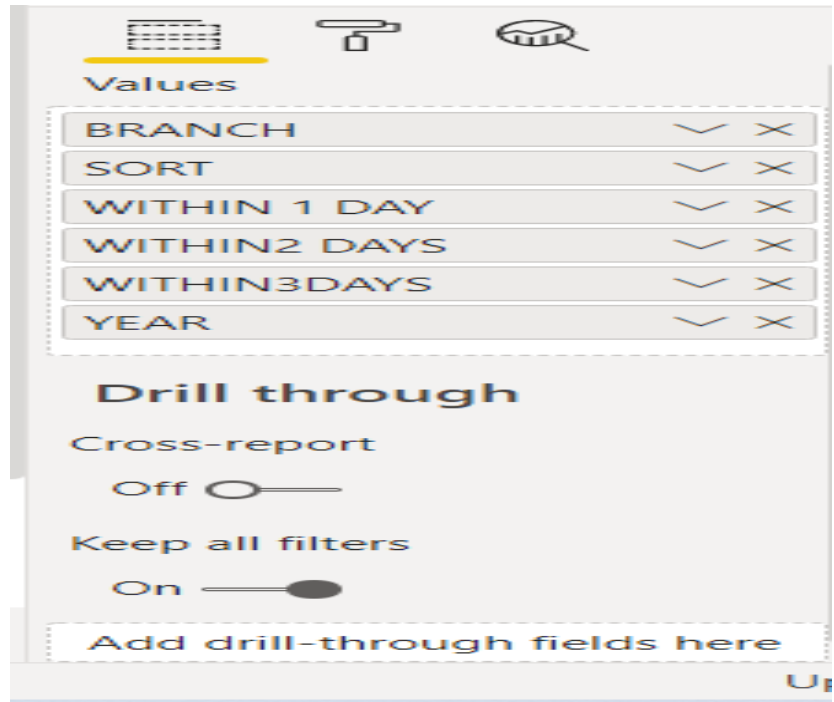 Values
BRANCH
SORT
WITHIN 1 DAY
WITHIN2 DAYS
WITHIN3DAYS
YEAR
Drill through
Cross-report
Off
Keep all filters
On
Add drill-through fields here